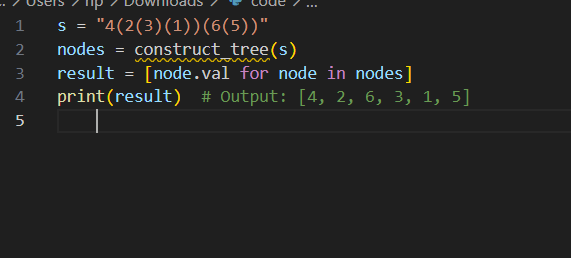 .. > Users > hp > Downloads > code > ...
1 s = "4(2(3)(1))(6(5))"
2 nodes = construct_tree(s)
3 result = [node.val for node in nodes]
4 print(result)  # Output: [4, 2, 6, 3, 1, 5]
5